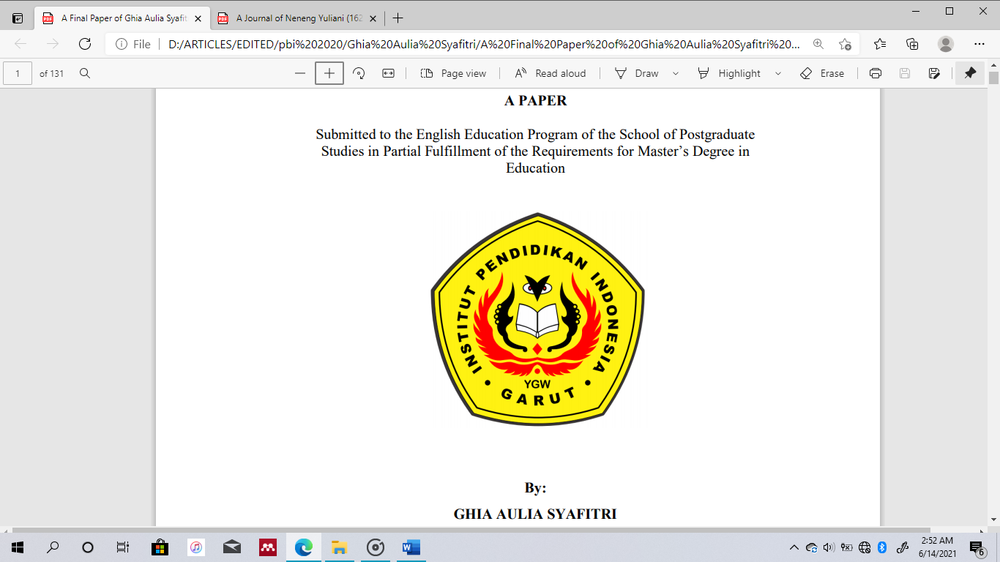 A Final Paper of Ghia Aulia Syafit
A Journal of Neneng Yuliani (162
File
D:/ARTICLES/EDITED/pbi%202020/Ghia%20Aulia%20Syafitri/A%20Final%20Paper%20of%20Ghia%20Aulia%20Syafitri%20...
1 of 131
Page view
Read aloud
Draw
Highlight
Erase
A PAPER
Submitted to the English Education Program of the School of Postgraduate
Studies in Partial Fulfillment of the Requirements for Master’s Degree in
Education
INSTITUT PENDIDIKAN INDONESIA
YGW
GARUT
By:
GHIA AULIA SYAFITRI
2:52 AM
6/14/2021
6